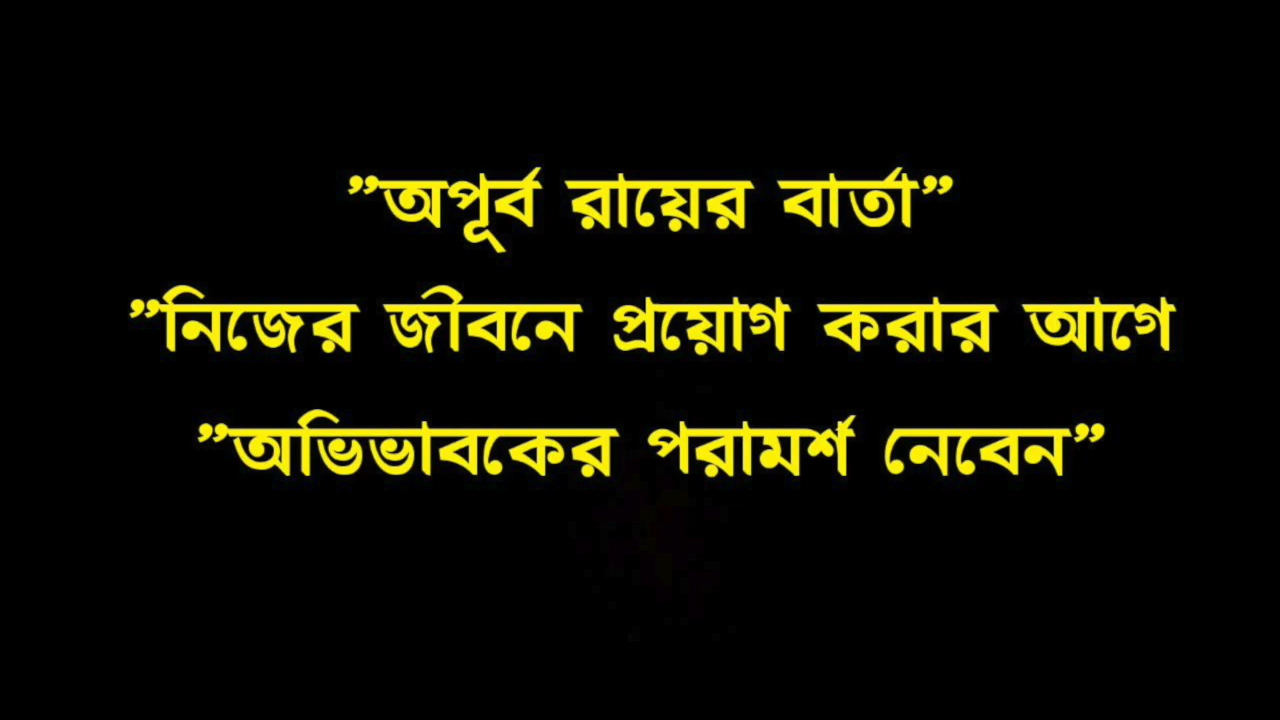 ”অপূর্ব রায়ের বার্তা”
”নিজের জীবনে প্রয়োগ করার আগে
”অভিভাবকের পরামর্শ নেবেন”